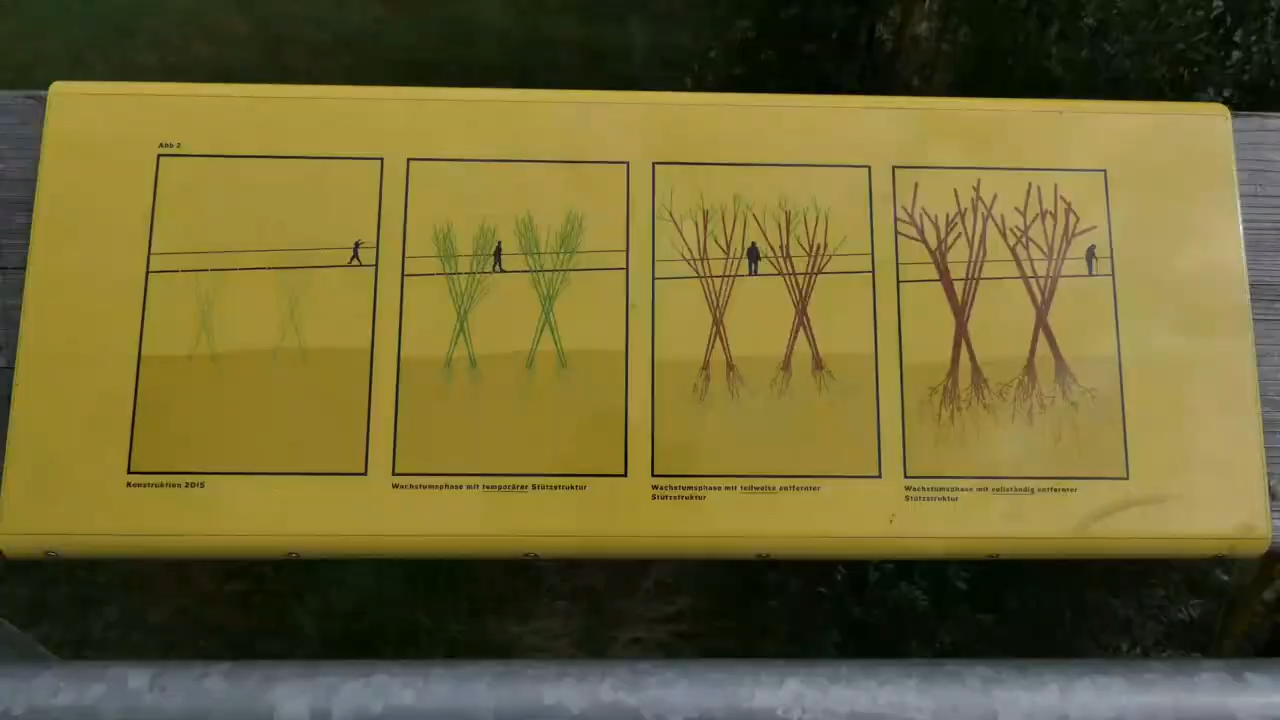 Abb 2
Konstruktion 2015
Wachstumsphase mit temporärer Stützstruktur
Wachstumsphase mit teilweise entfernter
Stützstruktur
Wachstumsphase mit vollständig entfernter
Stützstruktur